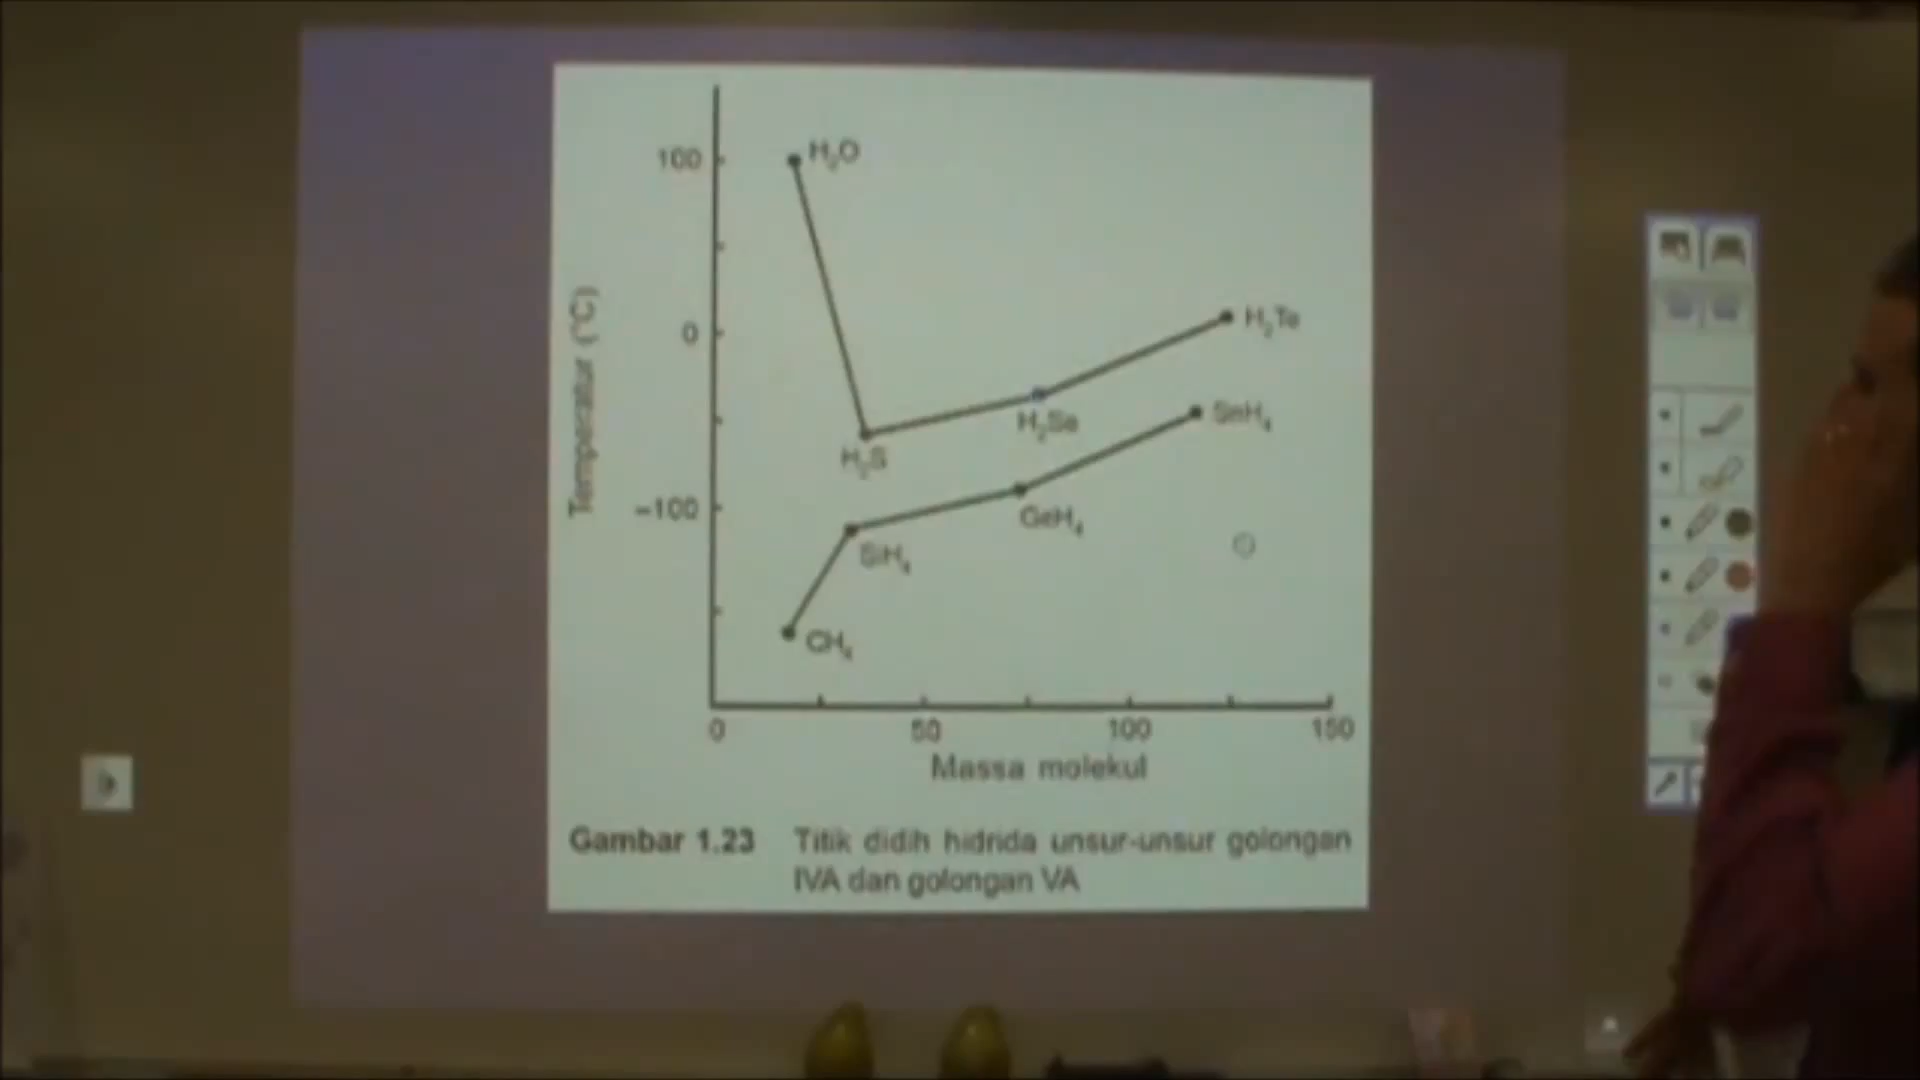 100
H₂O
Temperatur (°C)
0
H₂Te
H₂Se
SnH₄
H₂S
-100
GeH₄
SiH₄
CH₄
0 50 100 150
Massa molekul
Gambar 1.23 Titik didih hidrida unsur-unsur golongan
IVA dan golongan VA